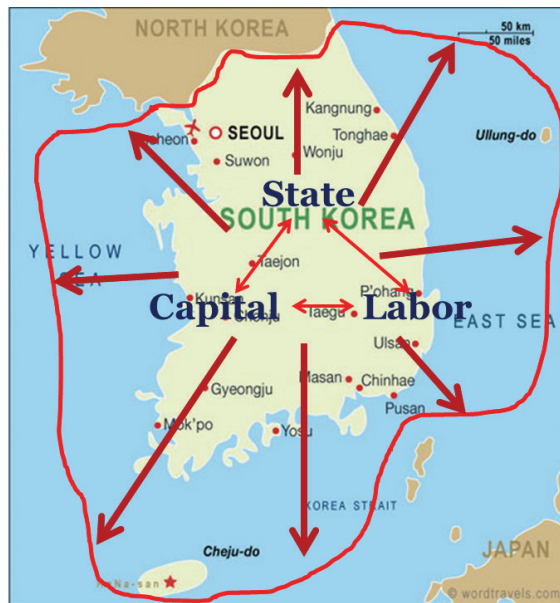 NORTH KOREA
50 km
50 miles
Kangnung
SEOUL
Tonghae
Ullung-do
Suwon
Wonju
State
SOUTH KOREA
YELLOW
Taejon
Capital
Labor
P'ohang
Kunsan
Taegu
EAST SEA
Ulsan
Gyeongju
Masan
Chinhae
Pusan
Mok'po
Yosu
KOREA STRAIT
Cheju-do
JAPAN
© wordtravels.com